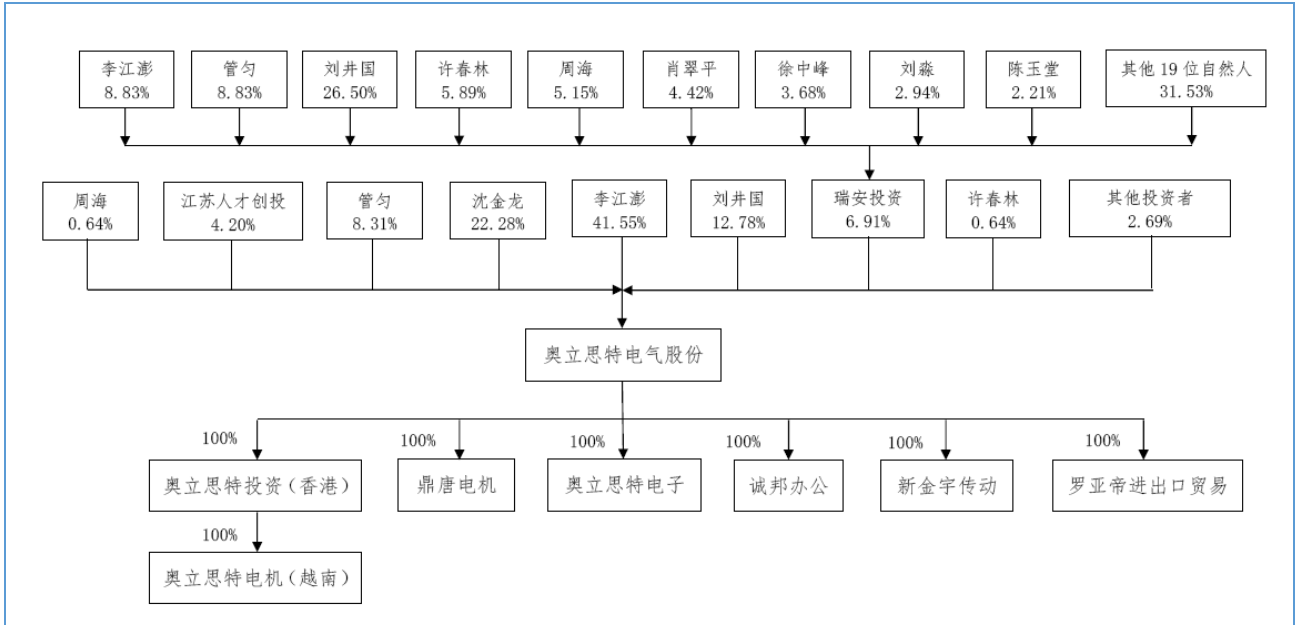 李江澎
8.83%
管匀
8.83%
刘井国
26.50%
许春林
5.89%
周海
5.15%
肖翠平
4.42%
徐中峰
3.68%
刘淼
2.94%
陈玉堂
2.21%
其他 19 位自然人
31.53%
周海
0.64%
江苏人才创投
4.20%
管匀
8.31%
沈金龙
22.28%
李江澎
41.55%
刘井国
12.78%
瑞安投资
6.91%
许春林
0.64%
其他投资者
2.69%
奥立思特电气股份
100%
100%
100%
100%
100%
100%
奥立思特投资（香港）
鼎唐电机
奥立思特电子
诚邦办公
新金宇传动
罗亚帝进出口贸易
100%
奥立思特电机（越南）